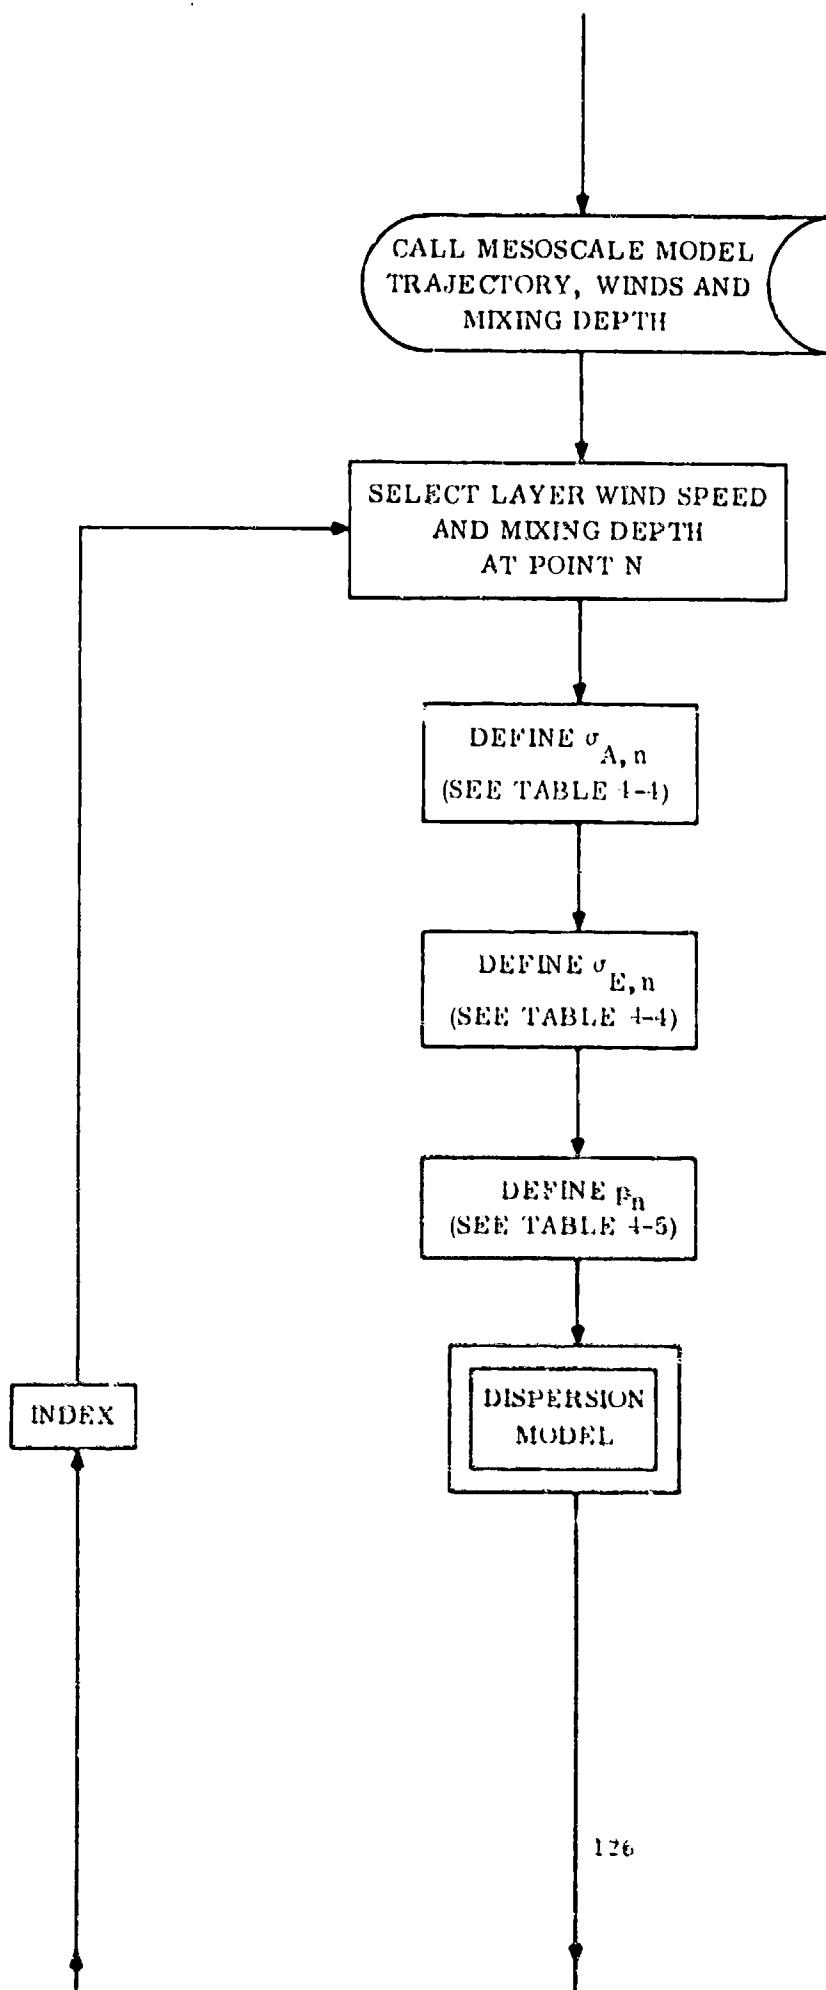 CALL MESOSCALE MODEL
TRAJECTORY, WINDS AND
MIXING DEPTH
SELECT LAYER WIND SPEED
AND MIXING DEPTH
AT POINT N
DEFINE σA,n
(SEE TABLE 4-4)
DEFINE σE,n
(SEE TABLE 4-4)
DEFINE pn
(SEE TABLE 4-5)
INDEX
DISPERSION
MODEL
126